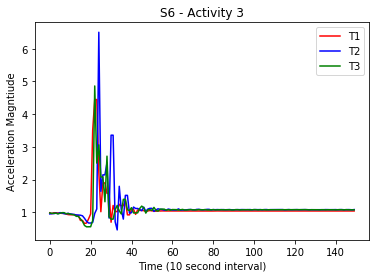 S6 - Activity 3
T1
T2
T3
Acceleration Magntiude
6
5
4
3
2
1
0 20 40 60 80 100 120 140
Time (10 second interval)